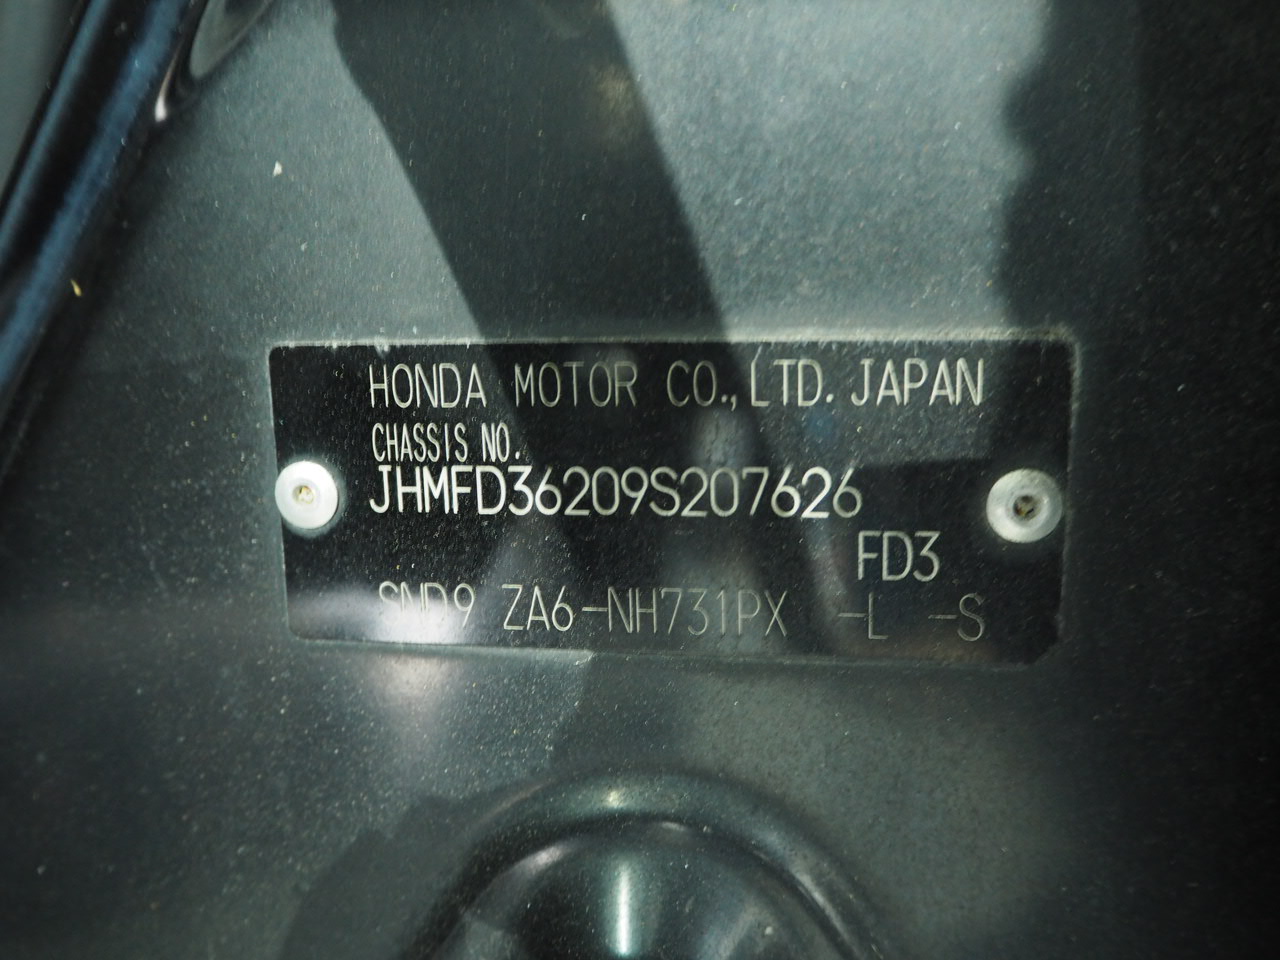 HONDA MOTOR CO., LTD. JAPAN
CHASSIS NO.
JHMFD36209S207626
FD3
SND9 ZA6-NH731PX -L -S